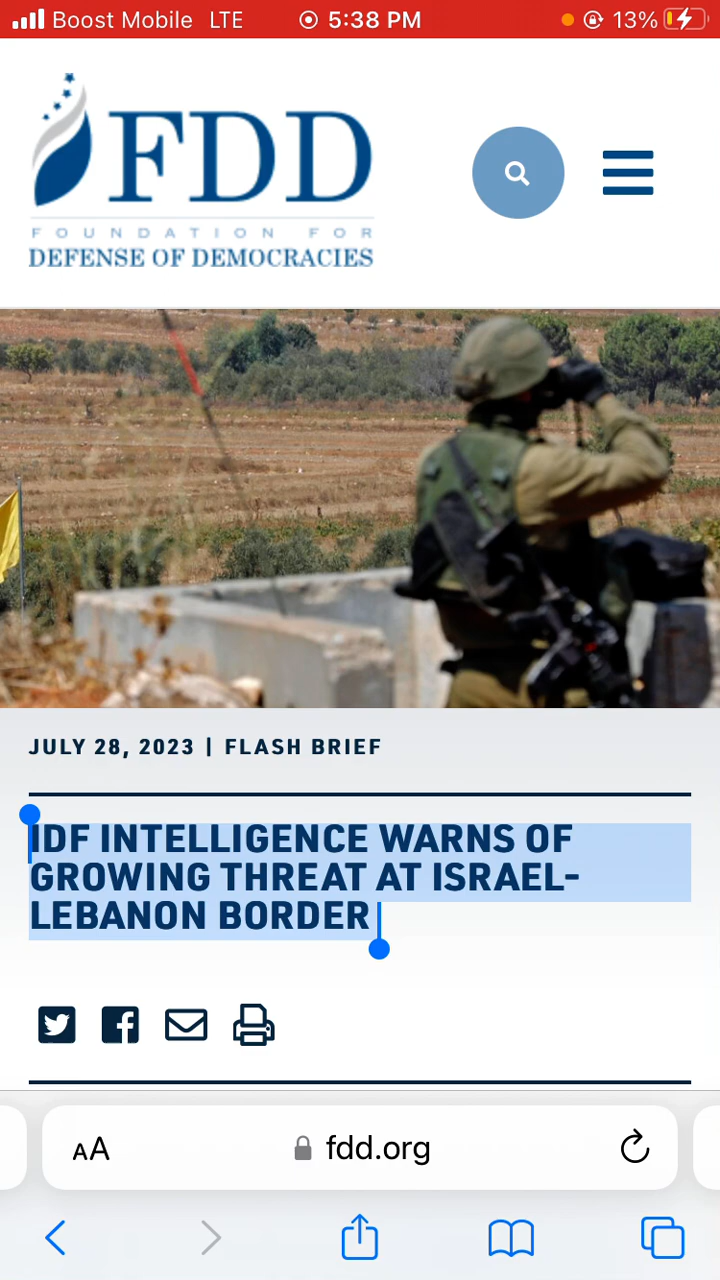 Boost Mobile LTE 5:38 PM 13%
FDD
FOUNDATION FOR
DEFENSE OF DEMOCRACIES
JULY 28, 2023 | FLASH BRIEF
IDF INTELLIGENCE WARNS OF
GROWING THREAT AT ISRAEL-
LEBANON BORDER
AA fdd.org